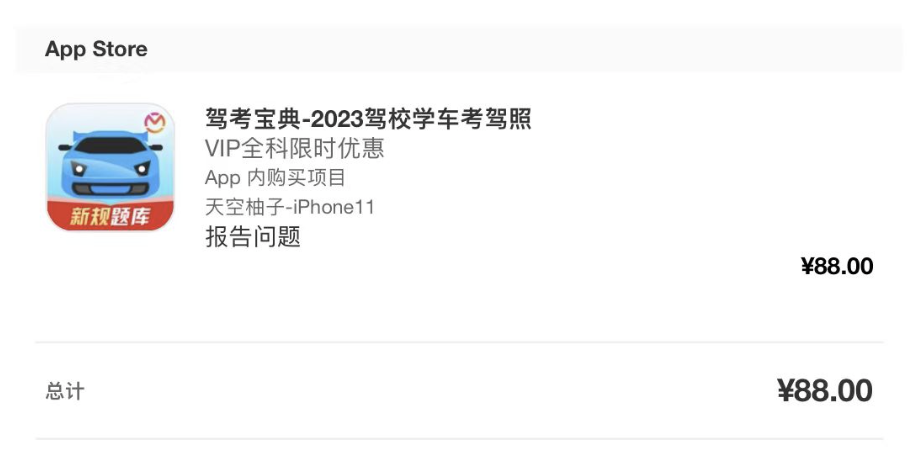 App Store
驾考宝典-2023驾校学车考驾照
VIP全科限时优惠
App 内购买项目
天空柚子-iPhone11
报告问题
新规题库
¥88.00
总计
¥88.00